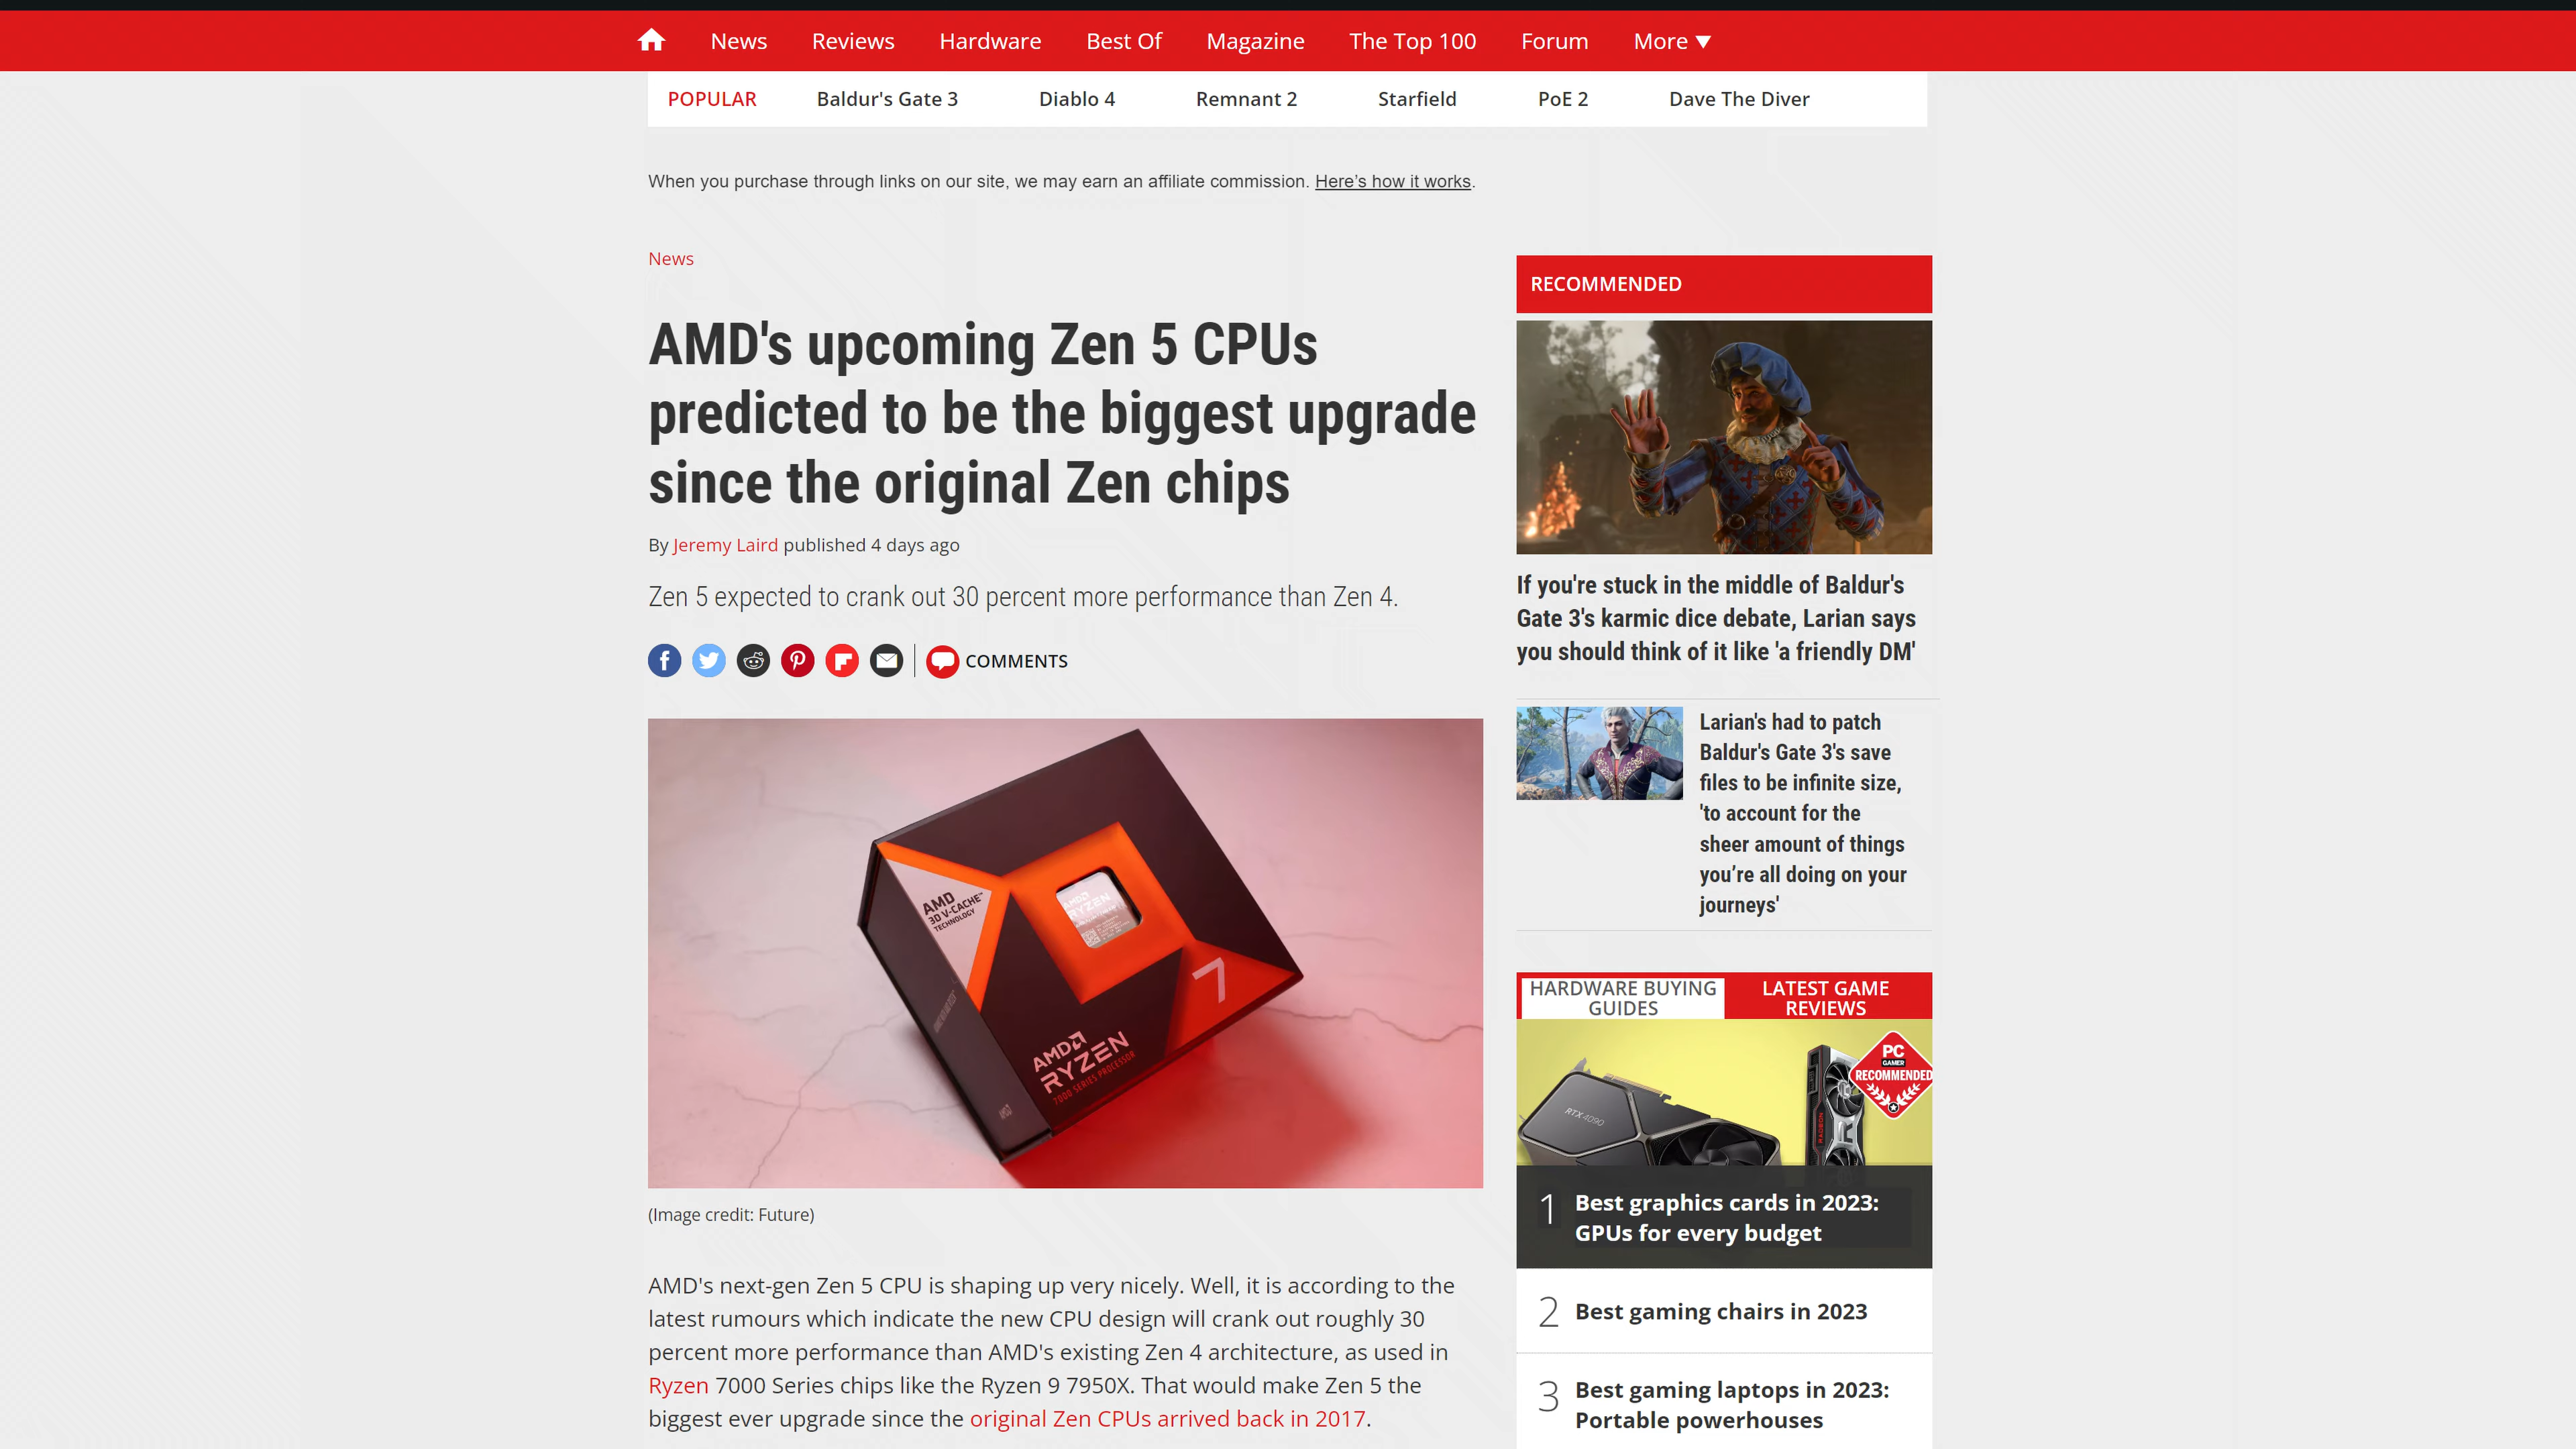 News Reviews Hardware Best Of Magazine The Top 100 Forum More
POPULAR Baldur's Gate 3 Diablo 4 Remnant 2 Starfield PoE 2 Dave The Diver
When you purchase through links on our site, we may earn an affiliate commission. Here’s how it works.
News
AMD's upcoming Zen 5 CPUs
predicted to be the biggest upgrade
since the original Zen chips
By Jeremy Laird published 4 days ago
Zen 5 expected to crank out 30 percent more performance than Zen 4.
COMMENTS
AMD
3D V-CACHE™
TECHNOLOGY
AMD
RYZEN
7
AMD
RYZEN
7000 SERIES PROCESSOR
AMD
(Image credit: Future)
AMD's next-gen Zen 5 CPU is shaping up very nicely. Well, it is according to the
latest rumours which indicate the new CPU design will crank out roughly 30
percent more performance than AMD's existing Zen 4 architecture, as used in
Ryzen 7000 Series chips like the Ryzen 9 7950X. That would make Zen 5 the
biggest ever upgrade since the original Zen CPUs arrived back in 2017.
RECOMMENDED
If you're stuck in the middle of Baldur's
Gate 3's karmic dice debate, Larian says
you should think of it like 'a friendly DM'
Larian's had to patch
Baldur's Gate 3's save
files to be infinite size,
'to account for the
sheer amount of things
you’re all doing on your
journeys'
HARDWARE BUYING
GUIDES
LATEST GAME
REVIEWS
RTX 4090
RADEON
PC
GAMER
RECOMMENDED
1 Best graphics cards in 2023:
GPUs for every budget
2 Best gaming chairs in 2023
3 Best gaming laptops in 2023:
Portable powerhouses